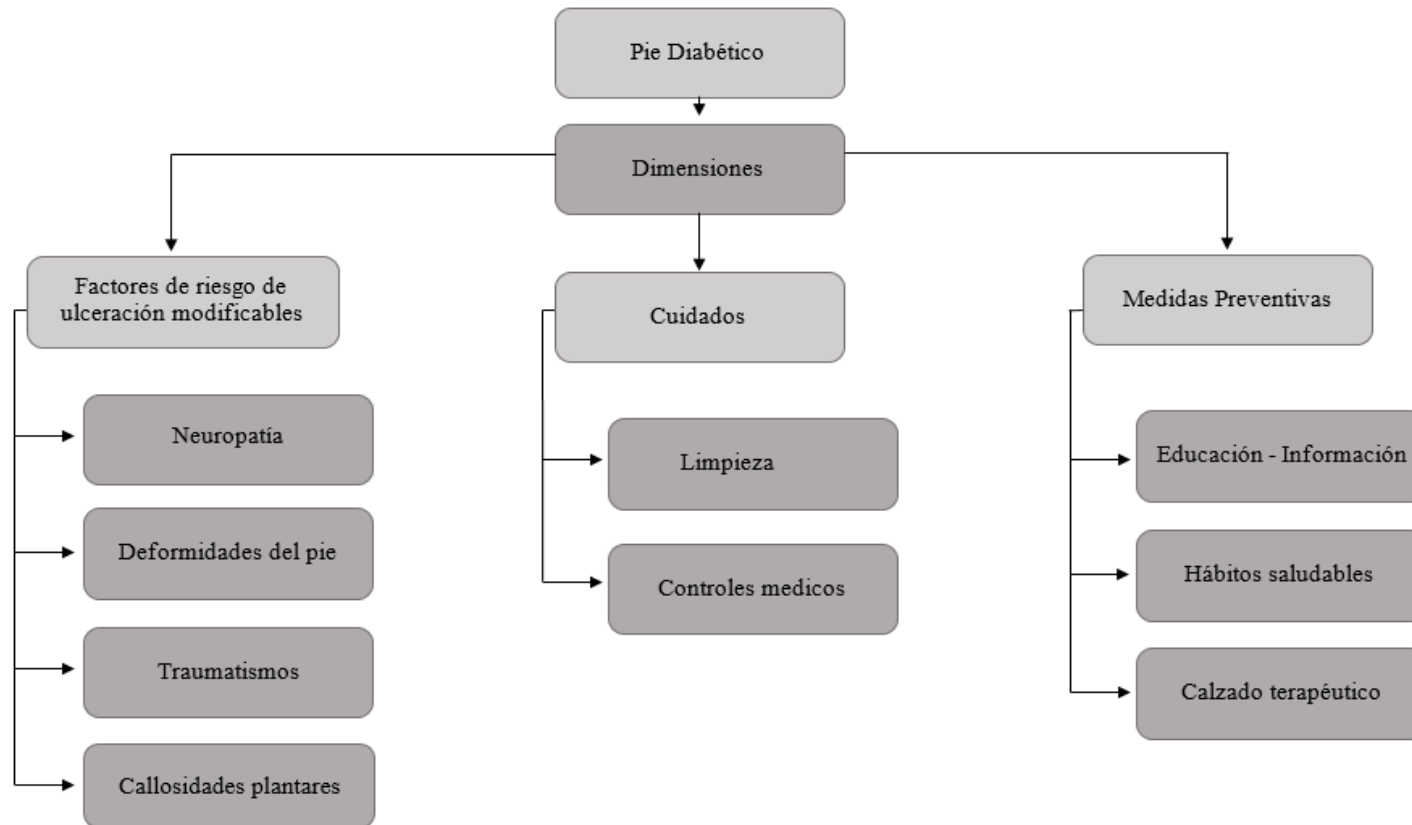 Pie Diabético
Dimensiones
Factores de riesgo de
ulceración modificables
Neuropatía
Deformidades del pie
Traumatismos
Callosidades plantares
Cuidados
Limpieza
Controles medicos
Medidas Preventivas
Educación - Información
Hábitos saludables
Calzado terapéutico